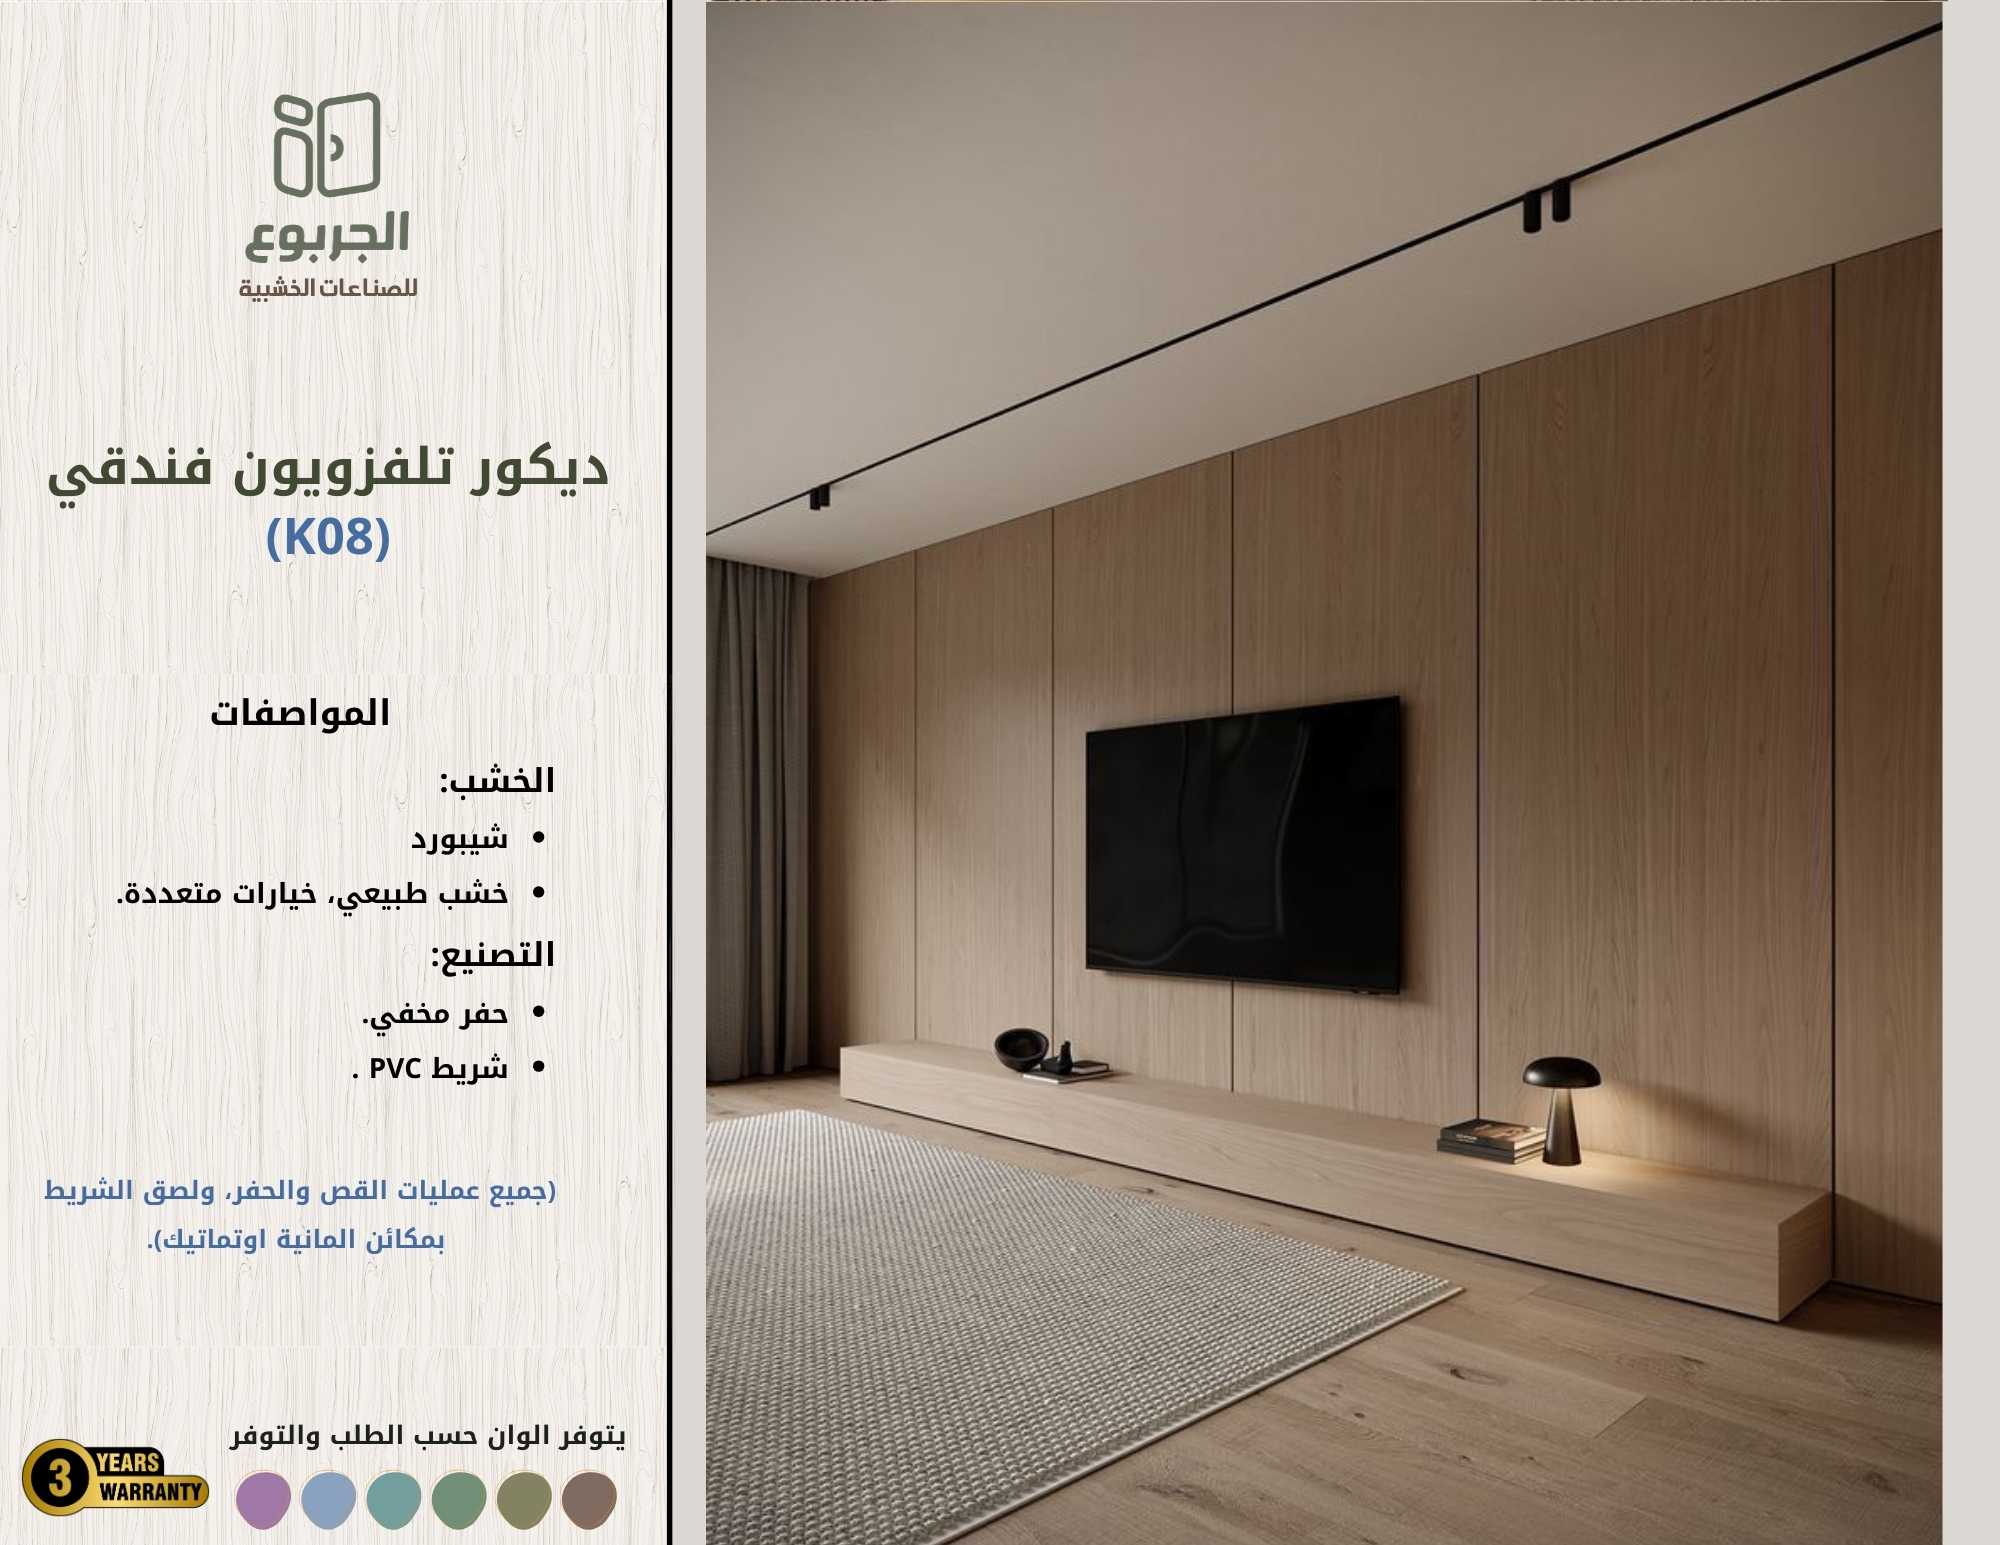 الجربوع
للصناعات الخشبية
ديكور تلفزويون فندقي
(K08)
المواصفات
الخشب:
• شيبورد
• خشب طبيعي، خيارات متعددة.
التصنيع:
• حفر مخفي.
• شريط PVC .
(جميع عمليات القص والحفر، ولصق الشريط
بمكائن المانية اوتماتيك).
يتوفر الوان حسب الطلب والتوفر
3 YEARS
WARRANTY